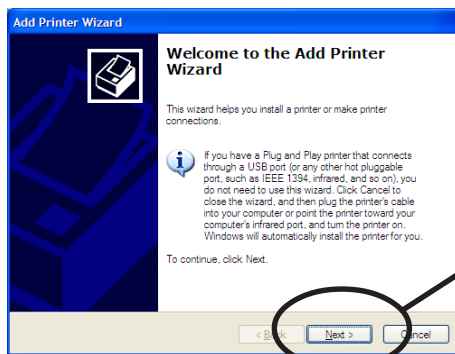 Add Printer Wizard
Welcome to the Add Printer
Wizard
This wizard helps you install a printer or make printer
connections.
If you have a Plug and Play printer that connects
through a USB port (or any other hot pluggable
port, such as IEEE 1394, infrared, and so on), you
do not need to use this wizard. Click Cancel to
close the wizard, and then plug the printer's cable
into your computer or point the printer toward your
computer's infrared port, and turn the printer on.
Windows will automatically install the printer for you.
To continue, click Next.
< Back Next > Cancel